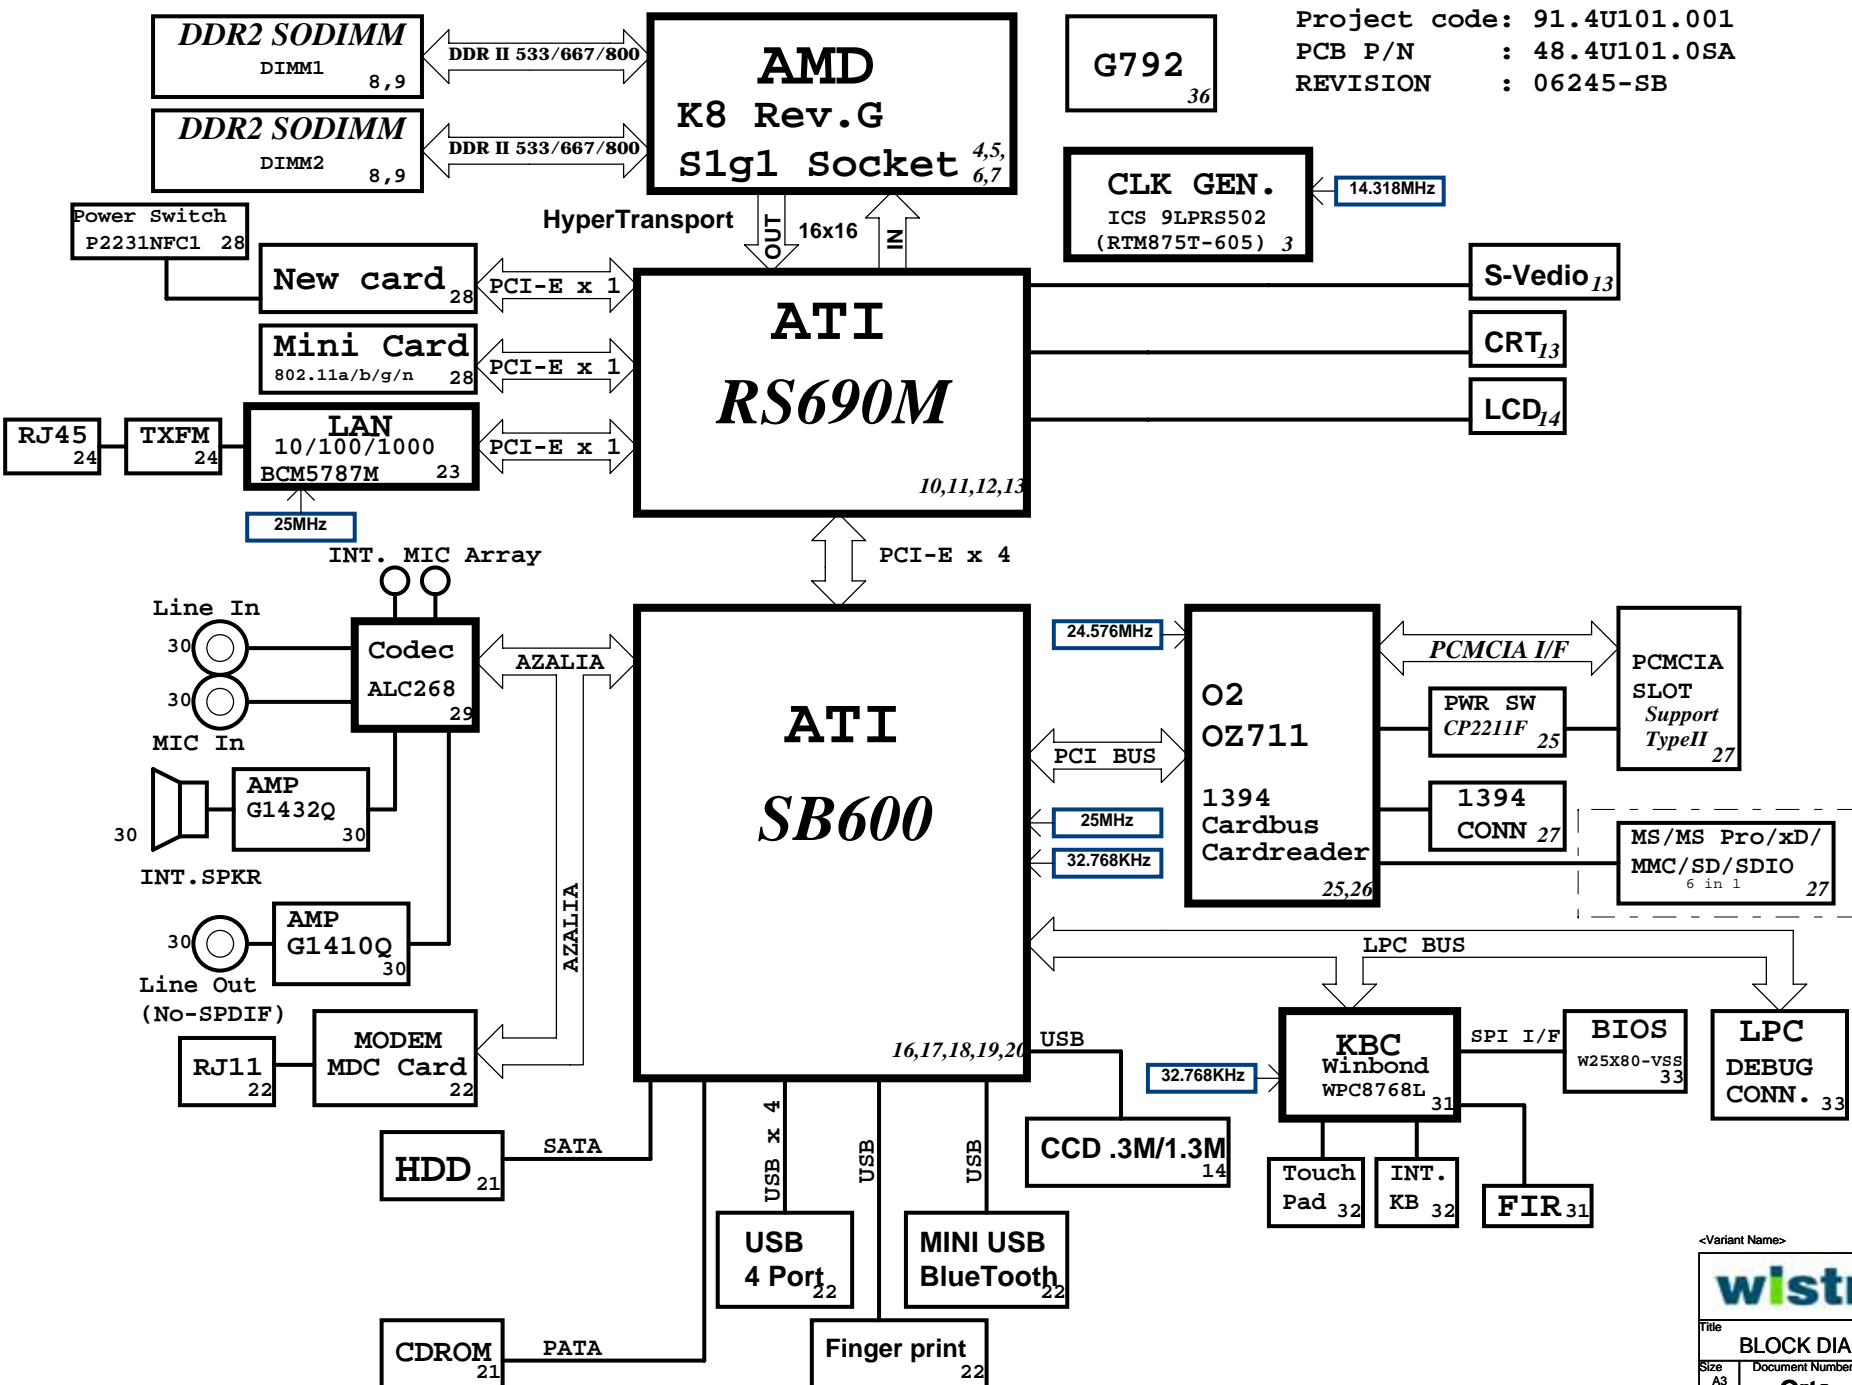 Project code: 91.4U101.001
PCB P/N : 48.4U101.0SA
REVISION : 06245-SB
DDR2 SODIMM
DIMM1
8,9
DDR II 533/667/800
DDR2 SODIMM
DIMM2
8,9
DDR II 533/667/800
AMD
K8 Rev.G
S1g1 Socket
4,5,
6,7
G792
36
CLK GEN.
ICS 9LPRS502
(RTM875T-605) 3
14.318MHz
HyperTransport
OUT
16x16
IN
Power Switch
P2231NFC1 28
New card
28
PCI-E x 1
Mini Card
802.11a/b/g/n
28
PCI-E x 1
RJ45
24
TXFM
24
LAN
10/100/1000
BCM5787M
23
PCI-E x 1
25MHz
ATI
RS690M
10,11,12,13
S-Vedio
13
CRT
13
LCD
14
PCI-E x 4
INT. MIC Array
Line In
30
30
MIC In
Codec
ALC268
29
AZALIA
AZALIA
AMP
G1432Q
30
30
INT.SPKR
AMP
G1410Q
30
30
Line Out
(No-SPDIF)
RJ11
22
MODEM
MDC Card
22
ATI
SB600
16,17,18,19,20
24.576MHz
PCI BUS
25MHz
32.768KHz
O2
OZ711
1394
Cardbus
Cardreader
25,26
PCMCIA I/F
PCMCIA
SLOT
Support
TypeII
27
PWR SW
CP2211F
25
1394
CONN
27
MS/MS Pro/xD/
MMC/SD/SDIO
6 in 1
27
LPC BUS
USB
32.768KHz
KBC
Winbond
WPC8768L
31
SPI I/F
BIOS
W25X80-VSS
33
LPC
DEBUG
CONN.
33
CCD .3M/1.3M
14
Touch
Pad
32
INT.
KB
32
FIR
31
HDD
21
SATA
USB x 4
USB
USB
USB
4 Port
22
MINI USB
BlueTooth
22
CDROM
21
PATA
Finger print
22
<Variant Name>
wist
Title
BLOCK DIA
Size
A3
Document Number